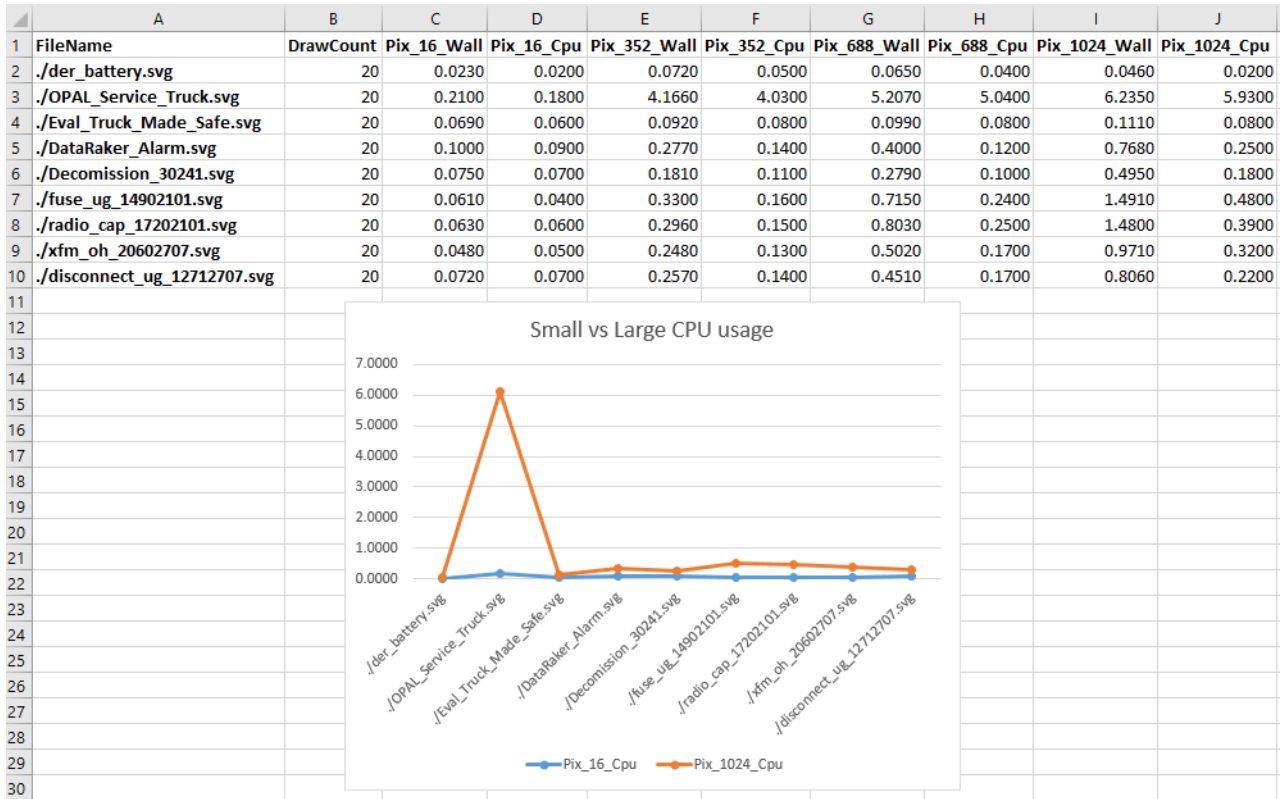 A B C D E F G H I J
1 FileName DrawCount Pix_16_Wall Pix_16_Cpu Pix_352_Wall Pix_352_Cpu Pix_688_Wall Pix_688_Cpu Pix_1024_Wall Pix_1024_Cpu
2 ./der_battery.svg 20 0.0230 0.0200 0.0720 0.0500 0.0650 0.0400 0.0460 0.0200
3 ./OPAL_Service_Truck.svg 20 0.2100 0.1800 4.1660 4.0300 5.2070 5.0400 6.2350 5.9300
4 ./Eval_Truck_Made_Safe.svg 20 0.0690 0.0600 0.0920 0.0800 0.0990 0.0800 0.1110 0.0800
5 ./DataRaker_Alarm.svg 20 0.1000 0.0900 0.2770 0.1400 0.4000 0.1200 0.7680 0.2500
6 ./Decomission_30241.svg 20 0.0750 0.0700 0.1810 0.1100 0.2790 0.1000 0.4950 0.1800
7 ./fuse_ug_14902101.svg 20 0.0610 0.0400 0.3300 0.1600 0.7150 0.2400 1.4910 0.4800
8 ./radio_cap_17202101.svg 20 0.0630 0.0600 0.2960 0.1500 0.8030 0.2500 1.4800 0.3900
9 ./xfm_oh_20602707.svg 20 0.0480 0.0500 0.2480 0.1300 0.5020 0.1700 0.9710 0.3200
10 ./disconnect_ug_12712707.svg 20 0.0720 0.0700 0.2570 0.1400 0.4510 0.1700 0.8060 0.2200
11
12
13
14
15
16
17
18
19
20
21
22
23
24
25
26
27
28
29
30
Small vs Large CPU usage
7.0000
6.0000
5.0000
4.0000
3.0000
2.0000
1.0000
0.0000
./der_battery.svg
./OPAL_Service_Truck.svg
./Eval_Truck_Made_Safe.svg
./DataRaker_Alarm.svg
./Decomission_30241.svg
./fuse_ug_14902101.svg
./radio_cap_17202101.svg
./xfm_oh_20602707.svg
./disconnect_ug_12712707.svg
Pix_16_Cpu Pix_1024_Cpu